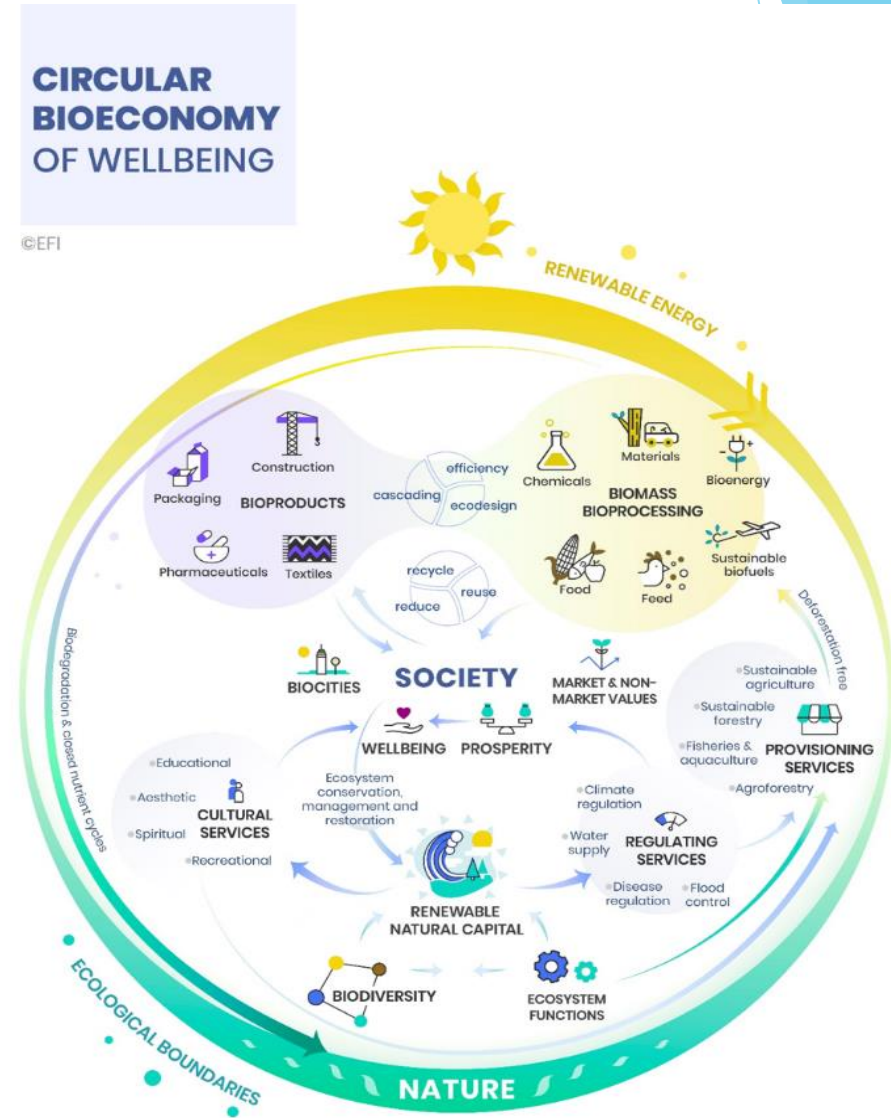 CIRCULAR
BIOECONOMY
OF WELLBEING
©EFI
RENEWABLE ENERGY
Construction
Packaging
BIOPRODUCTS
Pharmaceuticals
Textiles
efficiency
cascading
ecodesign
Chemicals
Materials
Bioenergy
BIOMASS
BIOPROCESSING
Food
Feed
Sustainable
biofuels
recycle
reuse
reduce
Deforestation free
Biodegradation & closed nutrient cycles
BIOCITIES
SOCIETY
MARKET & NON-
MARKET VALUES
WELLBEING
PROSPERITY
Sustainable
agriculture
Sustainable
forestry
Fisheries &
aquaculture
Agroforestry
PROVISIONING
SERVICES
Educational
Aesthetic
Spiritual
Recreational
CULTURAL
SERVICES
Ecosystem
conservation,
management and
restoration
Climate
regulation
Water
supply
REGULATING
SERVICES
Disease
regulation
Flood
control
RENEWABLE
NATURAL CAPITAL
BIODIVERSITY
ECOSYSTEM
FUNCTIONS
ECOLOGICAL BOUNDARIES
NATURE